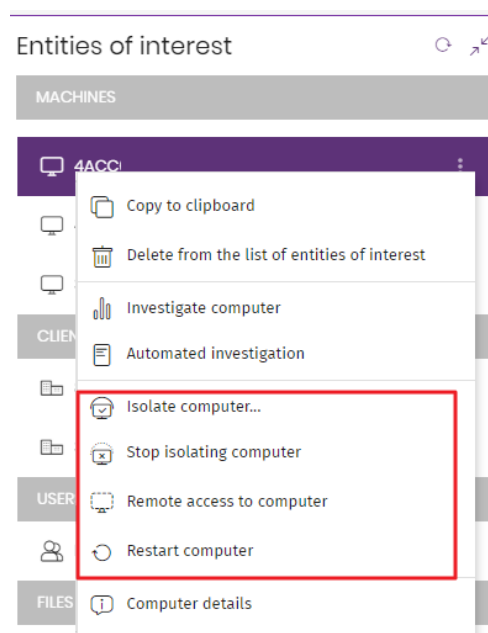 Entities of interest
MACHINES
4ACC
Copy to clipboard
Delete from the list of entities of interest
Investigate computer
Automated investigation
CLIEN
Isolate computer...
Stop isolating computer
USER
Remote access to computer
Restart computer
FILES
Computer details